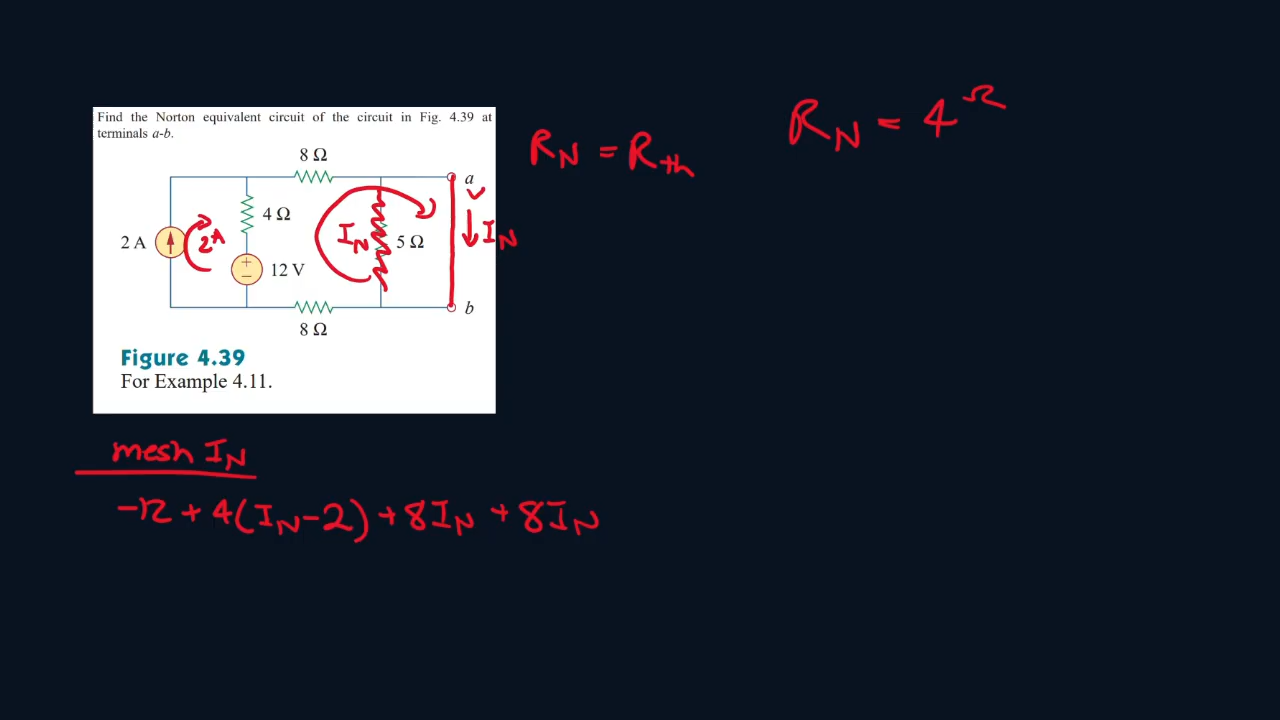 Find the Norton equivalent circuit of the circuit in Fig. 4.39 at
terminals a-b.
8 Ω
a
4 Ω
2 A
2A
I_N
5 Ω
I_N
12 V
b
8 Ω
Figure 4.39
For Example 4.11.
R_N = R_th
R_N = 4 Ω
mesh I_N
-12 + 4(I_N - 2) + 8I_N + 8I_N